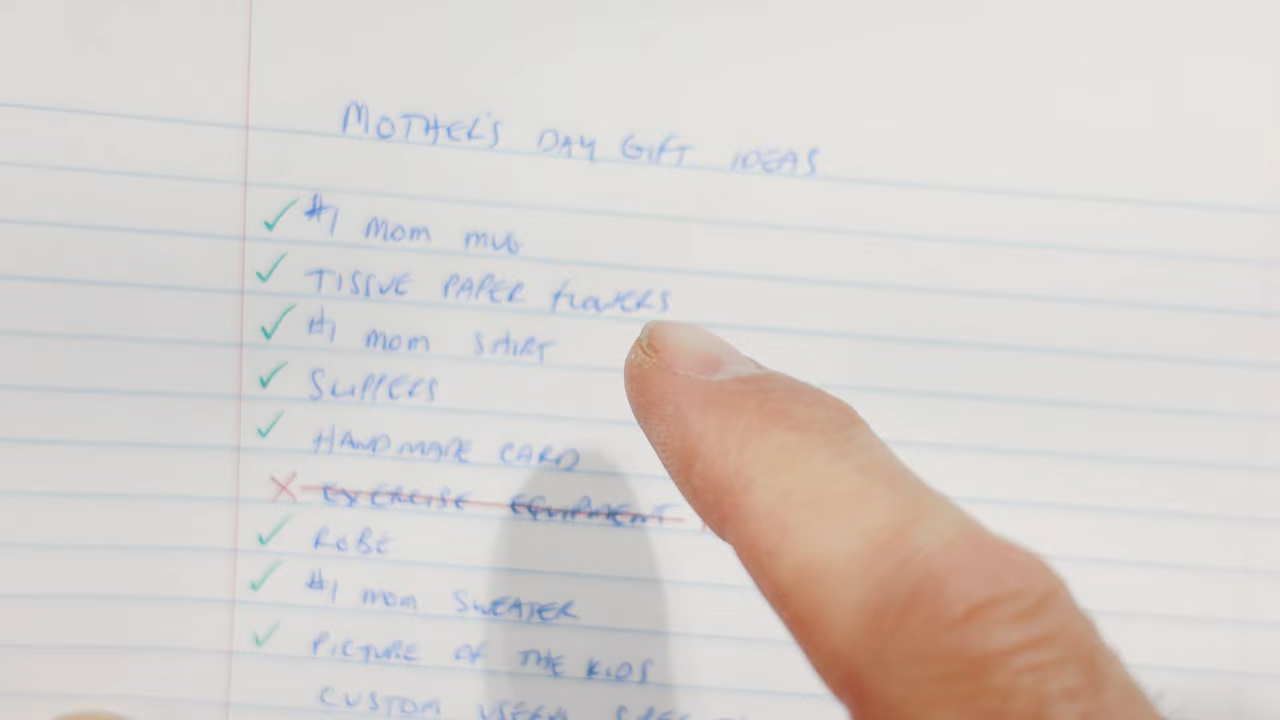 MOTHER'S DAY GIFT IDEAS
#1 mom MUG
TISSUE PAPER FLOWERS
#1 mom SHIRT
SLIPPERS
HANDMADE CARD
EXERCISE EQUIPMENT
ROBE
#1 mom SWEATER
PICTURE OF THE KIDS
CUSTOM